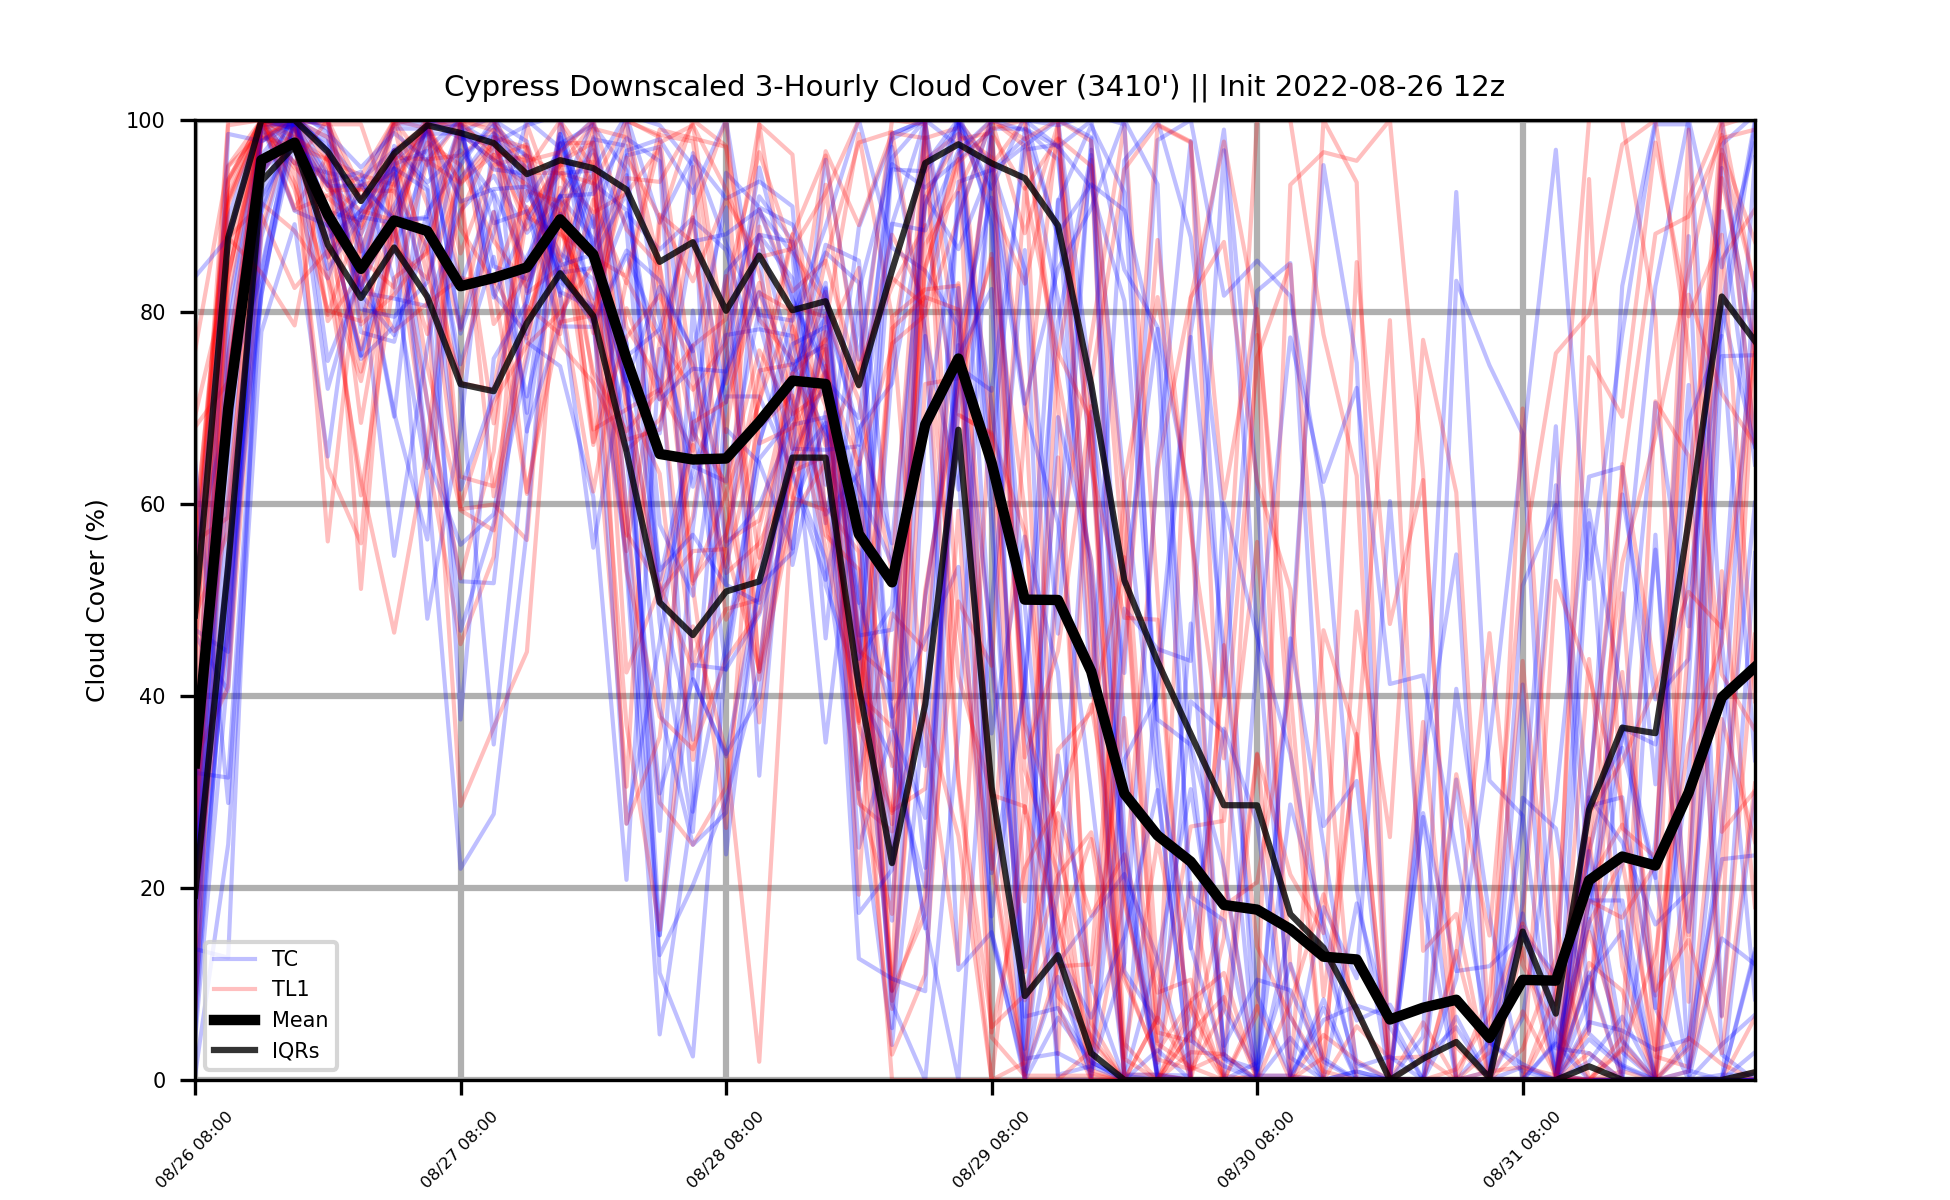 Cypress Downscaled 3-Hourly Cloud Cover (3410') || Init 2022-08-26 12z
Cloud Cover (%)
100
80
60
40
20
0
TC
TL1
Mean
IQRs
08/26 08:00
08/27 08:00
08/28 08:00
08/29 08:00
08/30 08:00
08/31 08:00